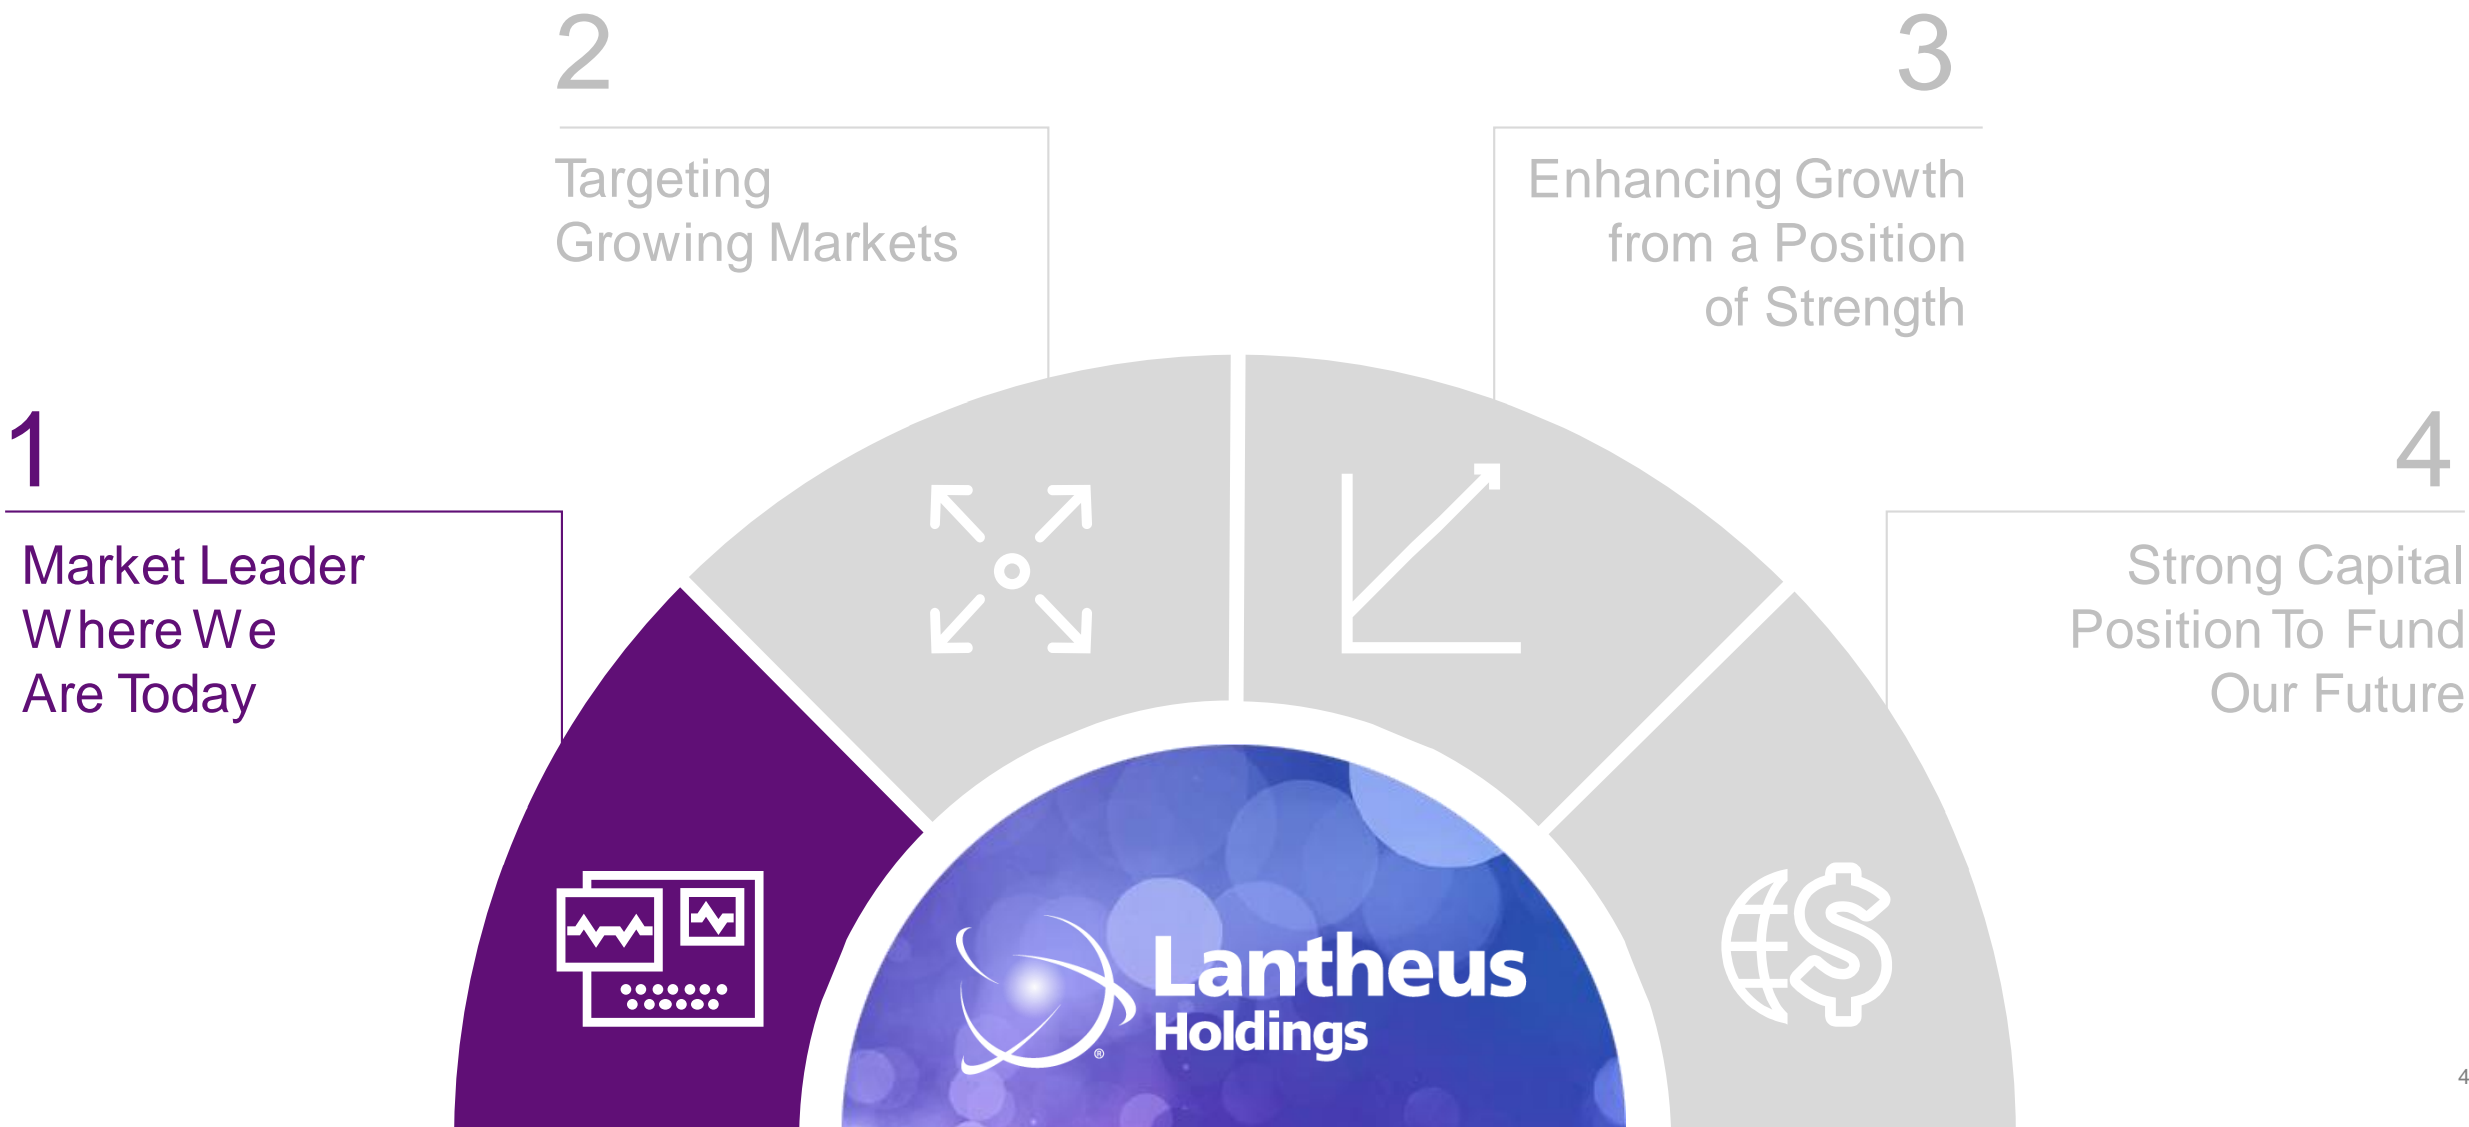 1
Market Leader
Where We
Are Today
2
Targeting
Growing Markets
3
Enhancing Growth
from a Position
of Strength
4
Strong Capital
Position To Fund
Our Future
Lantheus
Holdings
®
4